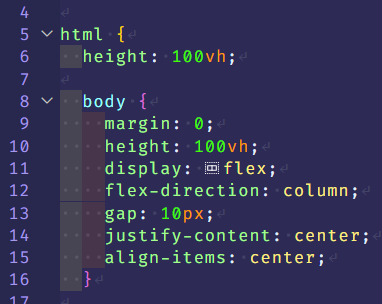 4
5 html {
6 height: 100vh;
7
8 body {
9 margin: 0;
10 height: 100vh;
11 display: flex;
12 flex-direction: column;
13 gap: 10px;
14 justify-content: center;
15 align-items: center;
16 }
17